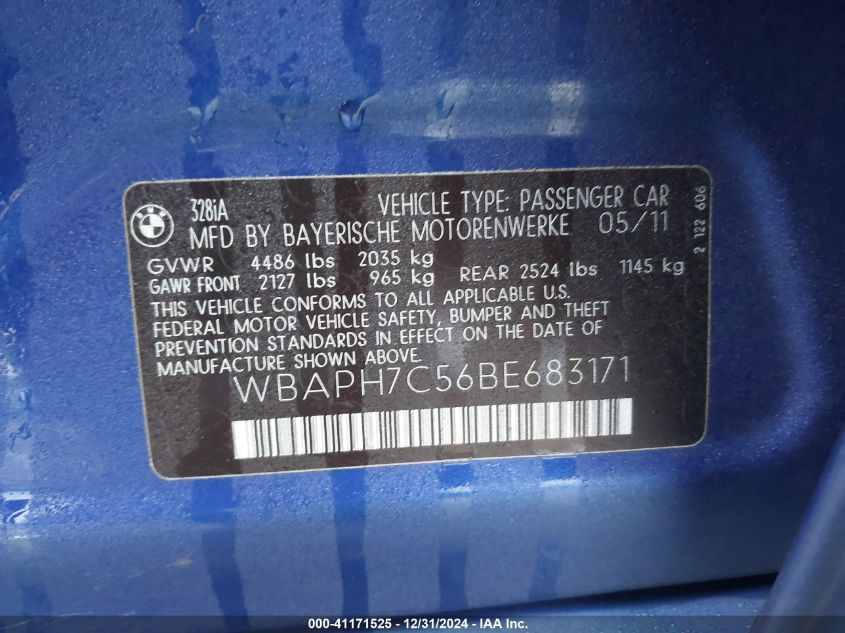 BMW
328iA VEHICLE TYPE: PASSENGER CAR
MFD BY BAYERISCHE MOTORENWERKE 05/11
GVWR 4486 lbs 2035 kg
GAWR FRONT 2127 lbs 965 kg REAR 2524 lbs 1145 kg
THIS VEHICLE CONFORMS TO ALL APPLICABLE U.S.
FEDERAL MOTOR VEHICLE SAFETY, BUMPER AND THEFT
PREVENTION STANDARDS IN EFFECT ON THE DATE OF
MANUFACTURE SHOWN ABOVE.
WBAPH7C56BE683171
2 122 606
000-41171525 - 12/31/2024 - IAA Inc.